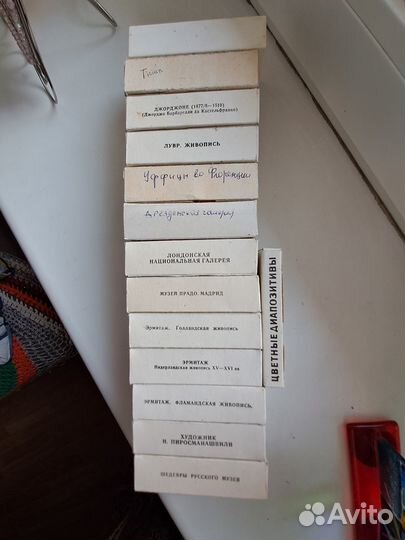 ДЖОРДЖОНЕ (1477/8—1510)
(Джорджо Барбарелли да Кастельфранко)
ЛУВР. ЖИВОПИСЬ
Уффицы во Флоренции
Дрезденская галерея
ЛОНДОНСКАЯ
НАЦИОНАЛЬНАЯ ГАЛЕРЕЯ
МУЗЕЙ ПРАДО. МАДРИД
Эрмитаж. Голландская живопись
ЭРМИТАЖ
Нидерландская живопись XV—XVI вв
ЭРМИТАЖ. ФЛАМАНДСКАЯ ЖИВОПИСЬ.
ХУДОЖНИК
Н. ПИРОСМАНАШВИЛИ
ШЕДЕВРЫ РУССКОГО МУЗЕЯ
ЦВЕТНЫЕ ДИАПОЗИТИВЫ
Avito